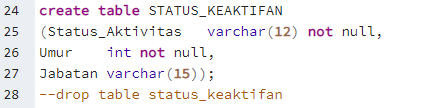 24 create table STATUS_KEAKTIFAN
25 (Status_Aktivitas varchar(12) not null,
26 Umur int not null,
27 Jabatan varchar(15));
28 --drop table status_keaktifan